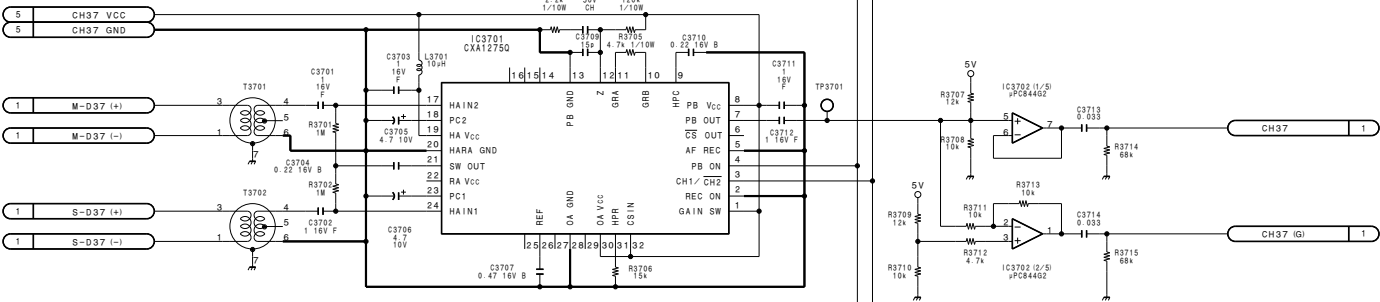 5 CH37 VCC
5 CH37 GND
1/10W
CH
1/10W
IC3701
CXA1275Q
C3709
15p
R3705
4.7k 1/10W
C3710
0.22 16V B
C3703
1
16V
F
L3701
10µH
C3701
1
16V
F
T3701
1 M-D37 (+)
1 M-D37 (-)
3 4
5
1 6
7
R3701
1M
C3705
4.7 10V
C3704
0.22 16V B
R3702
1M
T3702
1 S-D37 (+)
1 S-D37 (-)
3 4
5
1 6
7
C3702
1 16V F
C3706
4.7
10V
16 15 14 13 12 11 10 9
PB GND
Z
GRA
GRB
HPC
17 HAIN2
18 PC2
19 HA Vcc
20 HARA GND
21 SW OUT
22 RA Vcc
23 PC1
24 HAIN1
PB Vcc 8
PB OUT 7
CS OUT 6
AF REC 5
PB ON 4
CH1/CH2 3
REC ON 2
GAIN SW 1
REF
OA GND
OA Vcc
HPR
CSIN
25 26 27 28 29 30 31 32
C3707
0.47 16V B
R3706
15k
C3711
1
16V
F
C3712
1 16V F
TP3701
5V
R3707
12k
R3708
10k
IC3702 (1/5)
µPC844G2
5
6
7
C3713
0.033
R3714
68k
CH37 1
5V
R3709
12k
R3710
10k
R3711
10k
R3712
4.7k
R3713
10k
2
3
1
IC3702 (2/5)
µPC844G2
C3714
0.033
R3715
68k
CH37 (G) 1